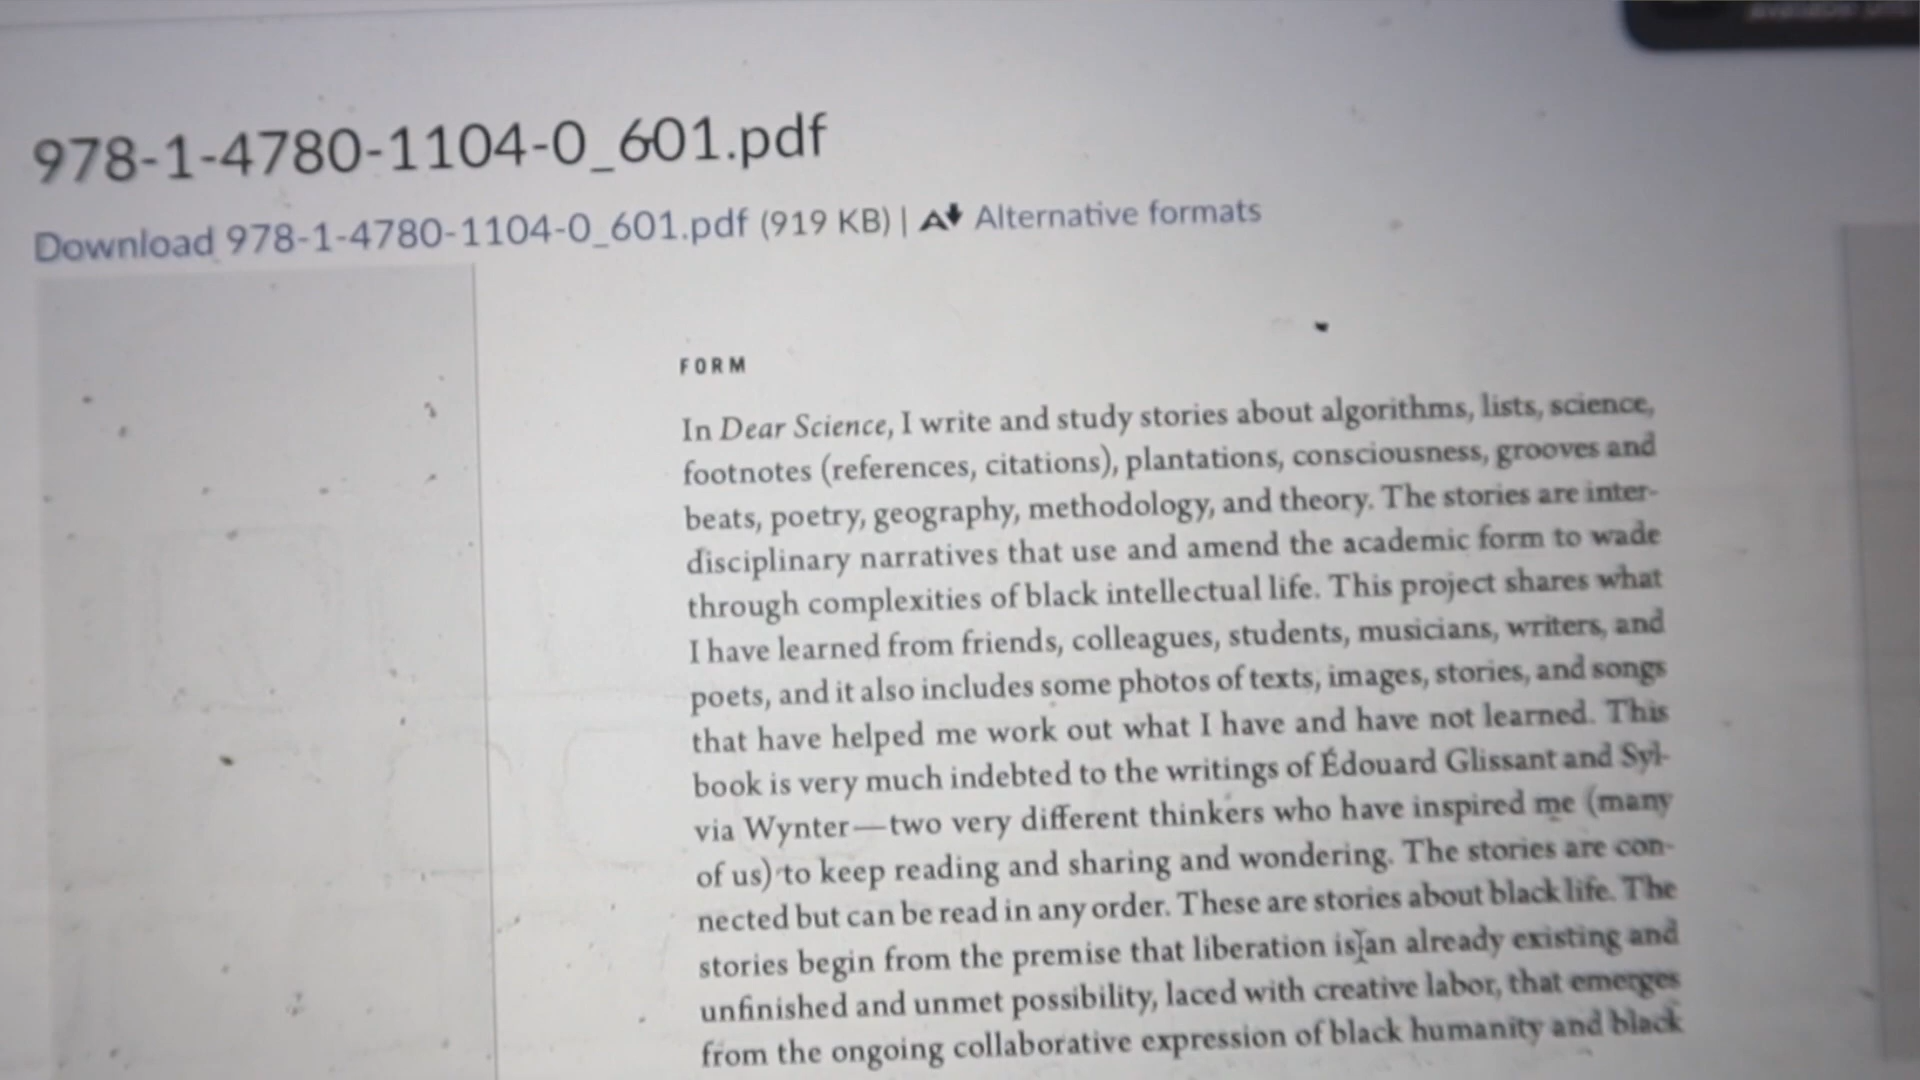 978-1-4780-1104-0_601.pdf
Download 978-1-4780-1104-0_601.pdf (919 KB) | A Alternative formats
FORM
In Dear Science, I write and study stories about algorithms, lists, science,
footnotes (references, citations), plantations, consciousness, grooves and
beats, poetry, geography, methodology, and theory. The stories are inter-
disciplinary narratives that use and amend the academic form to wade
through complexities of black intellectual life. This project shares what
I have learned from friends, colleagues, students, musicians, writers, and
poets, and it also includes some photos of texts, images, stories, and songs
that have helped me work out what I have and have not learned. This
book is very much indebted to the writings of Édouard Glissant and Syl-
via Wynter—two very different thinkers who have inspired me (many
of us) to keep reading and sharing and wondering. The stories are con-
nected but can be read in any order. These are stories about black life. The
stories begin from the premise that liberation is an already existing and
unfinished and unmet possibility, laced with creative labor, that emerges
from the ongoing collaborative expression of black humanity and black